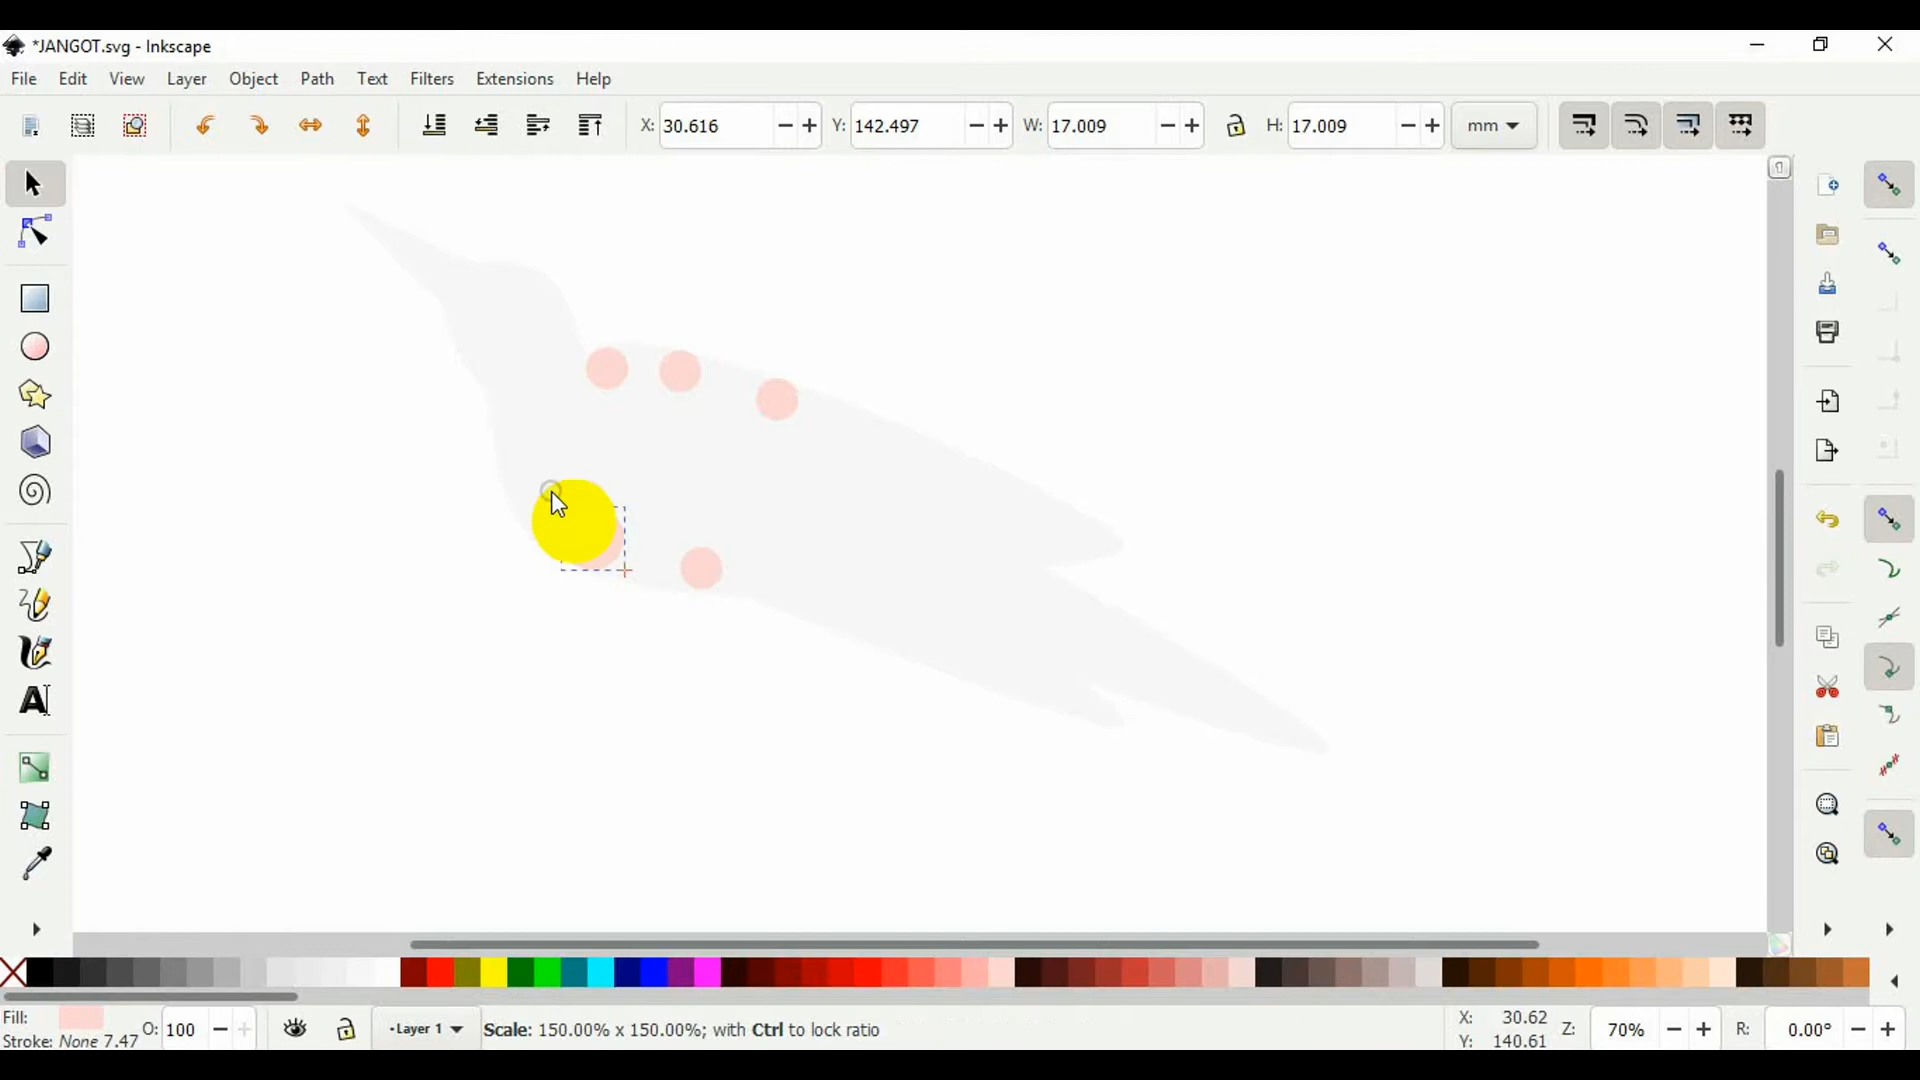 *JANGOT.svg - Inkscape
File Edit View Layer Object Path Text Filters Extensions Help
X: 30.616 Y: 142.497 W: 17.009 H: 17.009 mm
Fill:
Stroke: None 7.47
O: 100
•Layer 1
Scale: 150.00% x 150.00%; with Ctrl to lock ratio
X: 30.62
Y: 140.61
Z: 70%
R: 0.00°